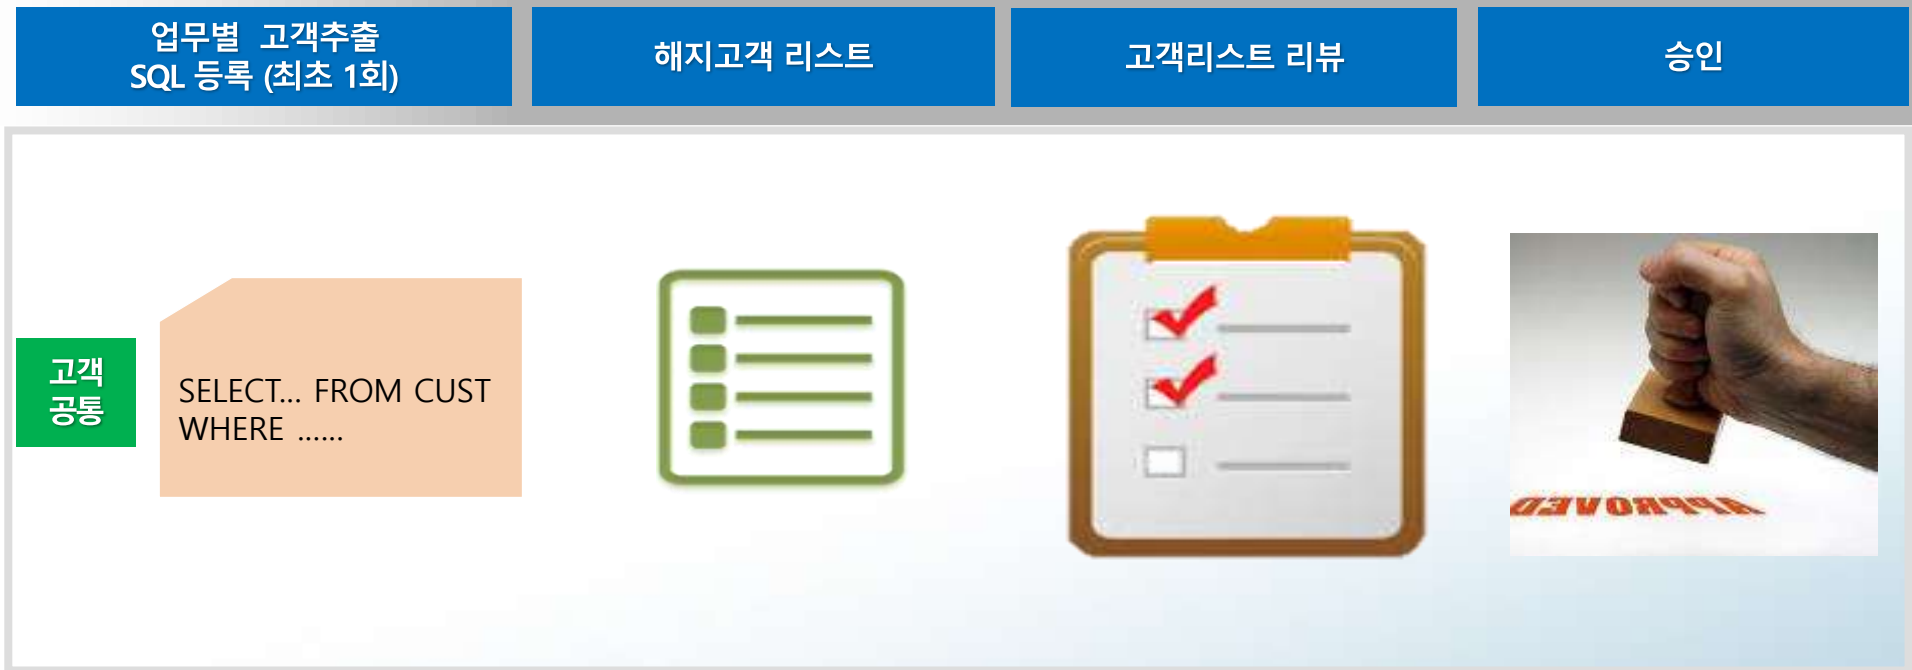 업무별 고객추출
SQL 등록 (최초 1회)
해지고객 리스트
고객리스트 리뷰
승인
고객
공통
SELECT... FROM CUST
WHERE ......
APPROVED